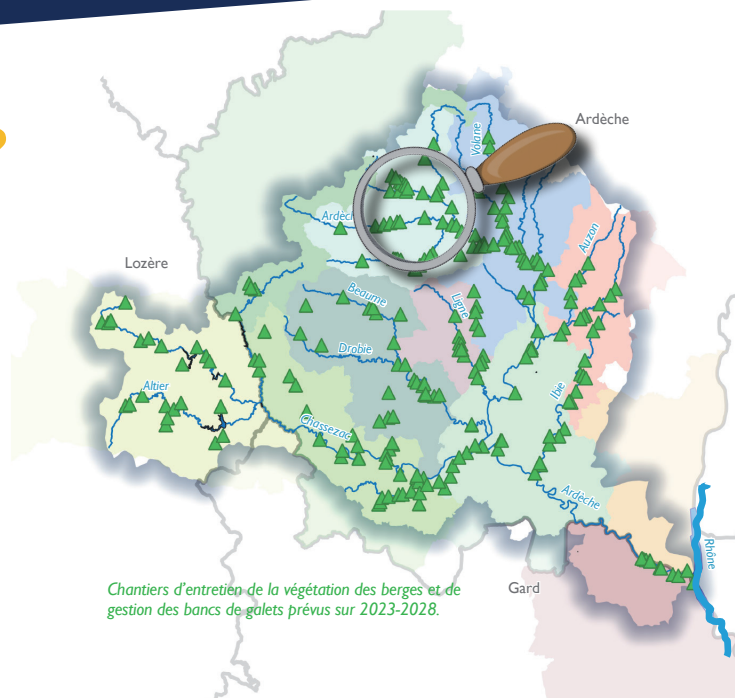 Ardèche
Volane
Ardèc
Auzon
Lozère
Beaume
Ligne
Drobie
Altier
Ibie
Chassezac
Ardèche
Rhône
Gard
Chantiers d'entretien de la végétation des berges et de
gestion des bancs de galets prévus sur 2023-2028.